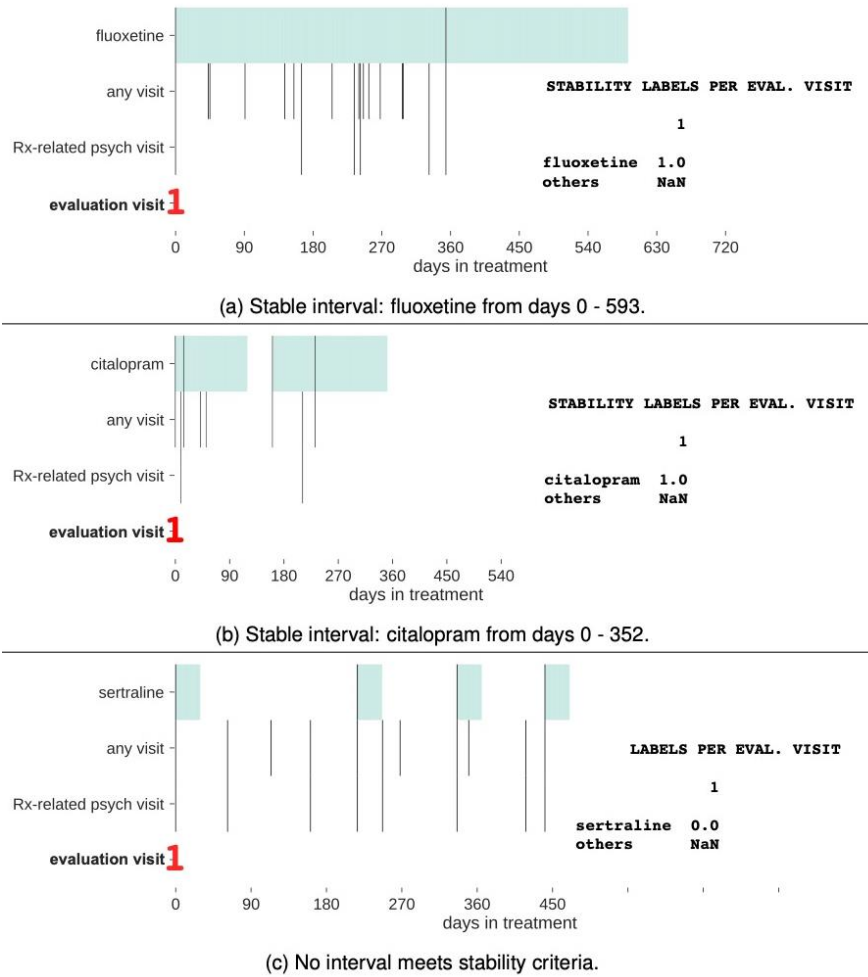 fluoxetine
any visit
STABILITY LABELS PER EVAL. VISIT
1
Rx-related psych visit
fluoxetine 1.0
others NaN
evaluation visit 1
0 90 180 270 360 450 540 630 720
days in treatment
(a) Stable interval: fluoxetine from days 0 - 593.
citalopram
STABILITY LABELS PER EVAL. VISIT
any visit
1
Rx-related psych visit
citalopram 1.0
others NaN
evaluation visit 1
0 90 180 270 360 450 540
days in treatment
(b) Stable interval: citalopram from days 0 - 352.
sertraline
any visit
LABELS PER EVAL. VISIT
1
Rx-related psych visit
sertraline 0.0
others NaN
evaluation visit 1
0 90 180 270 360 450
days in treatment
(c) No interval meets stability criteria.